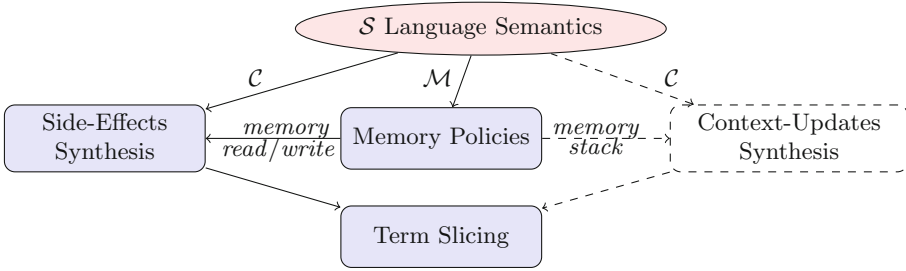 𝒮 Language Semantics
𝒞
ℳ
𝒞
Side-Effects
Synthesis
memory
read/write
Memory Policies
memory
stack
Context-Updates
Synthesis
Term Slicing